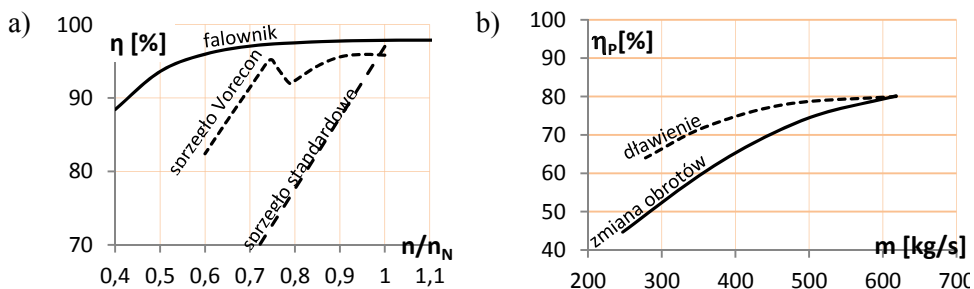 a)
η [%]
100
90
80
70
0,4 0,5 0,6 0,7 0,8 0,9 1 1,1
n/nN
falownik
sprzęgło Vorecon
sprzęgło standardowe
b)
ηP[%]
100
90
80
70
60
50
40
200 300 400 500 600 700
m [kg/s]
dławienie
zmiana obrotów